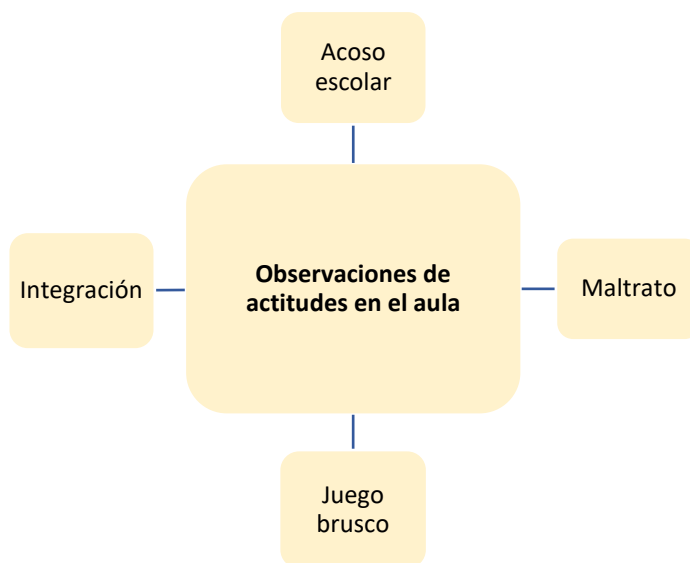 Acoso
escolar
Integración
Observaciones de
actitudes en el aula
Maltrato
Juego
brusco